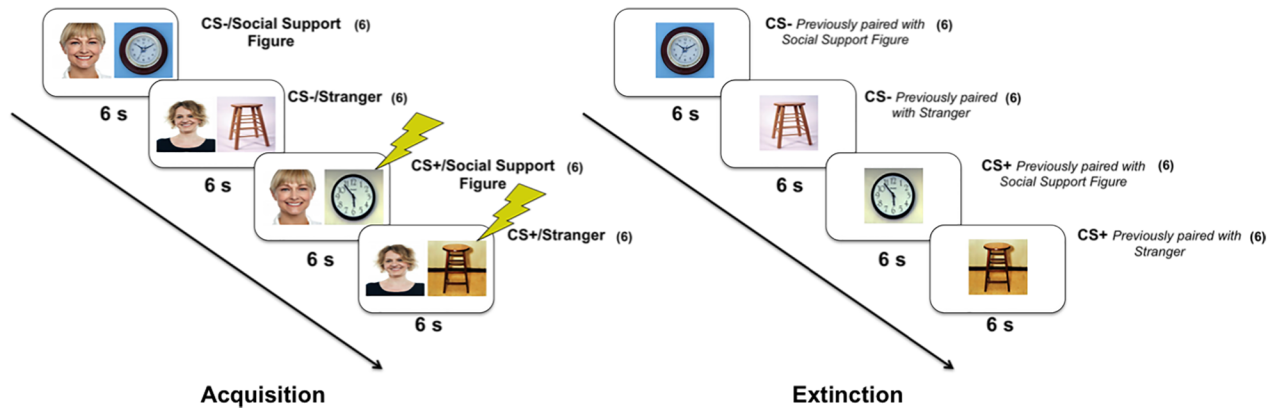 CS-/Social Support (6)
Figure
6 s
CS-/Stranger (6)
6 s
CS+/Social Support (6)
Figure
6 s
CS+/Stranger (6)
6 s
Acquisition
CS- Previously paired with (6)
Social Support Figure
6 s
CS- Previously paired (6)
with Stranger
6 s
CS+ Previously paired with (6)
Social Support Figure
6 s
CS+ Previously paired with (6)
Stranger
6 s
Extinction